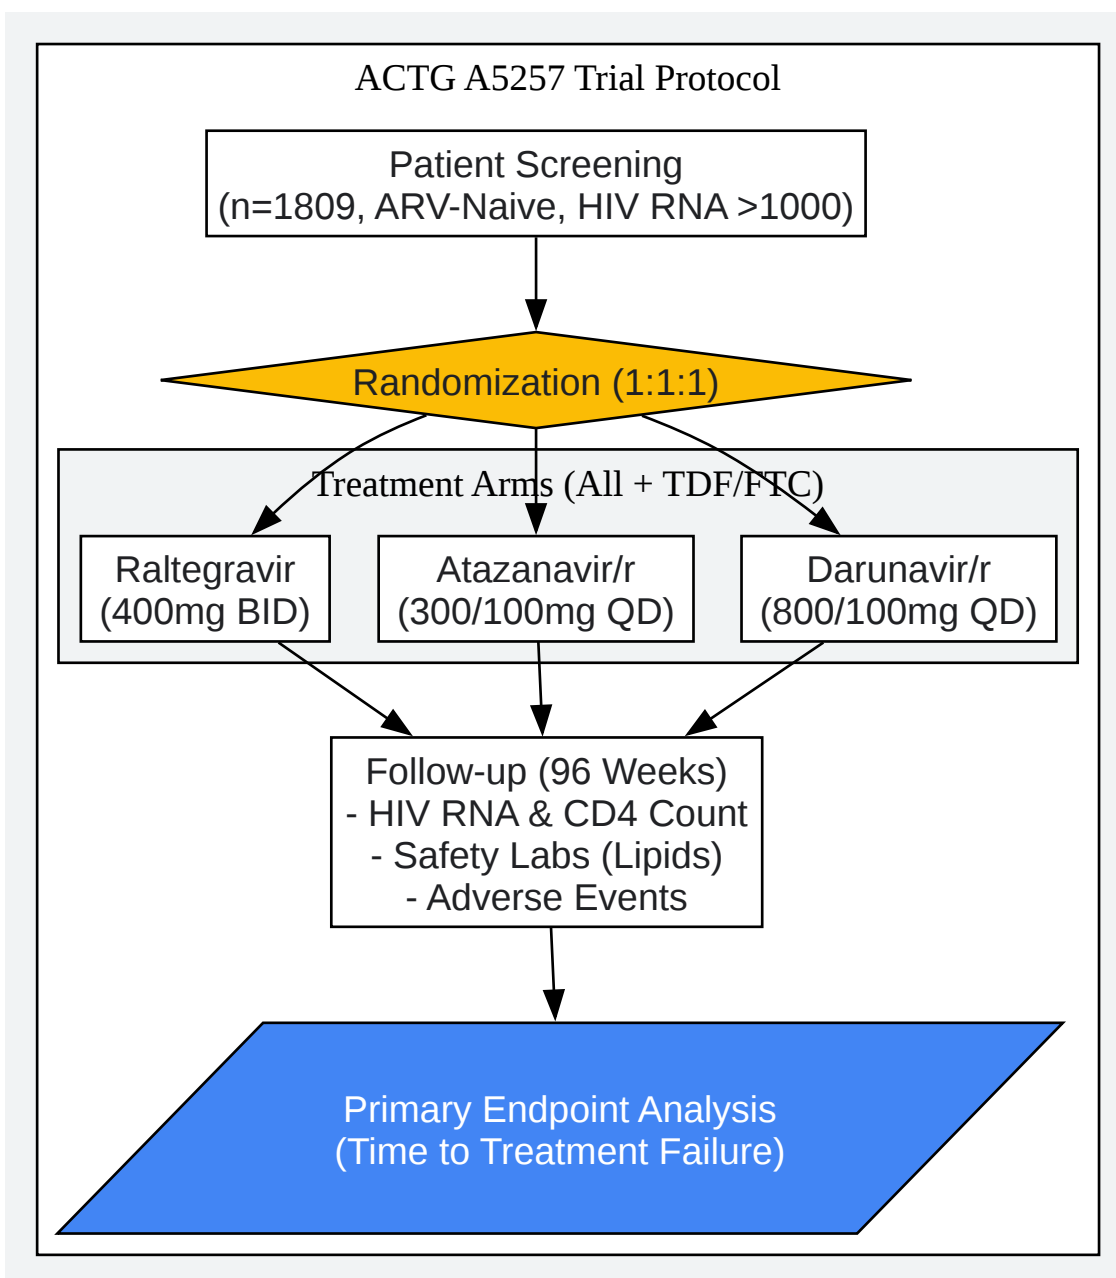 ACTG A5257 Trial Protocol
Patient Screening
(n=1809, ARV-Naive, HIV RNA >1000)
Randomization (1:1:1)
Treatment Arms (All + TDF/FTC)
Raltegravir
(400mg BID)
Atazanavir/r
(300/100mg QD)
Darunavir/r
(800/100mg QD)
Follow-up (96 Weeks)
- HIV RNA & CD4 Count
- Safety Labs (Lipids)
- Adverse Events
Primary Endpoint Analysis
(Time to Treatment Failure)